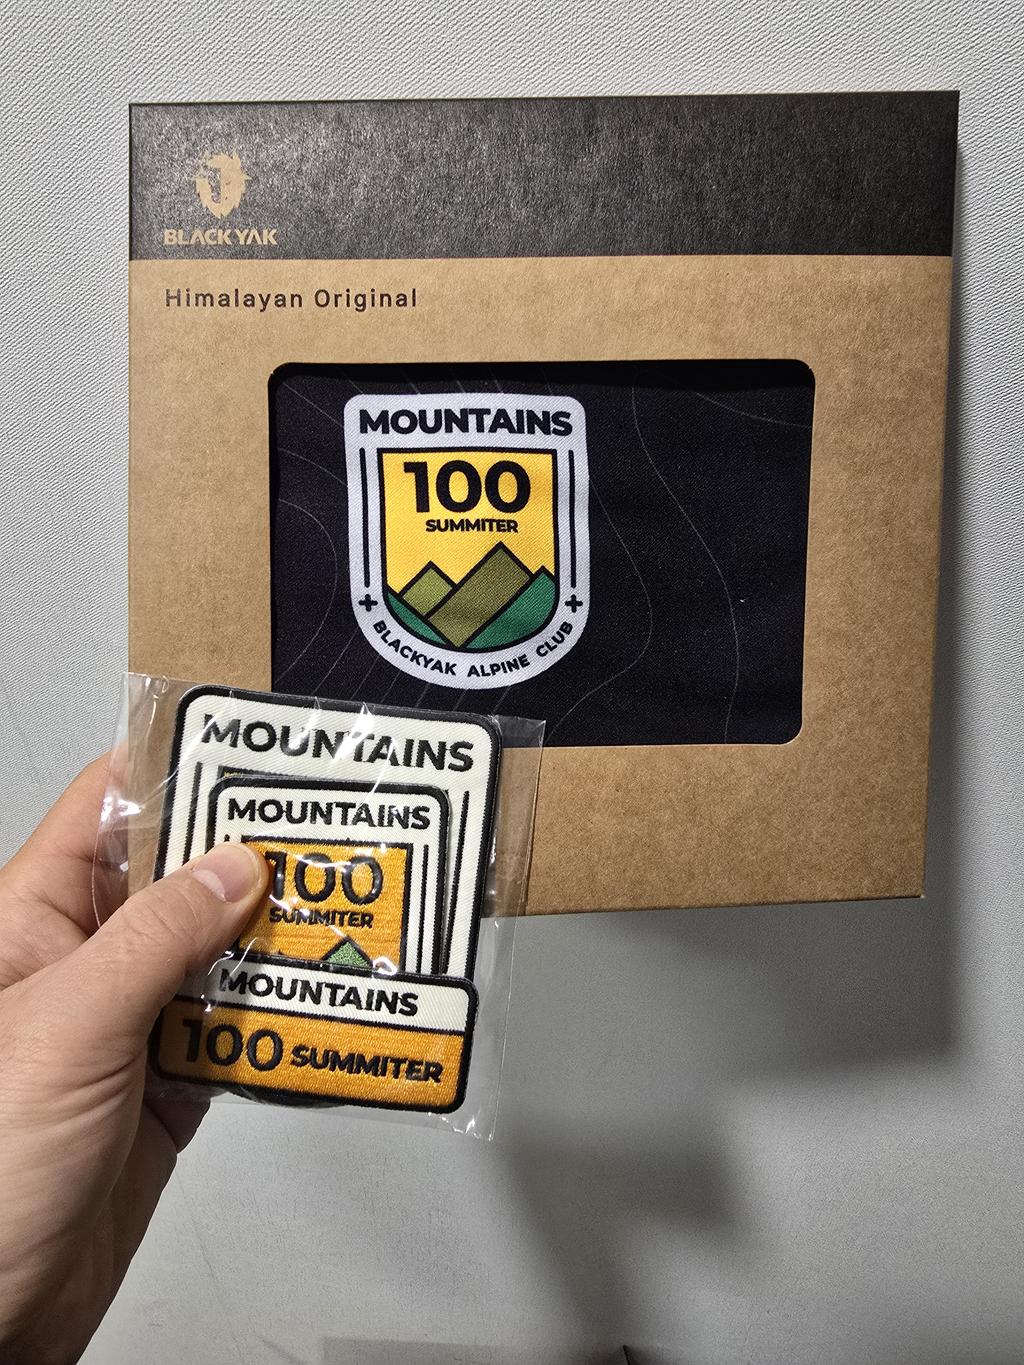 BLACKYAK
Himalayan Original
MOUNTAINS
100
SUMMITER
BLACKYAK ALPINE CLUB
MOUNTAINS
MOUNTAINS
100
SUMMITER
MOUNTAINS
100 SUMMITER